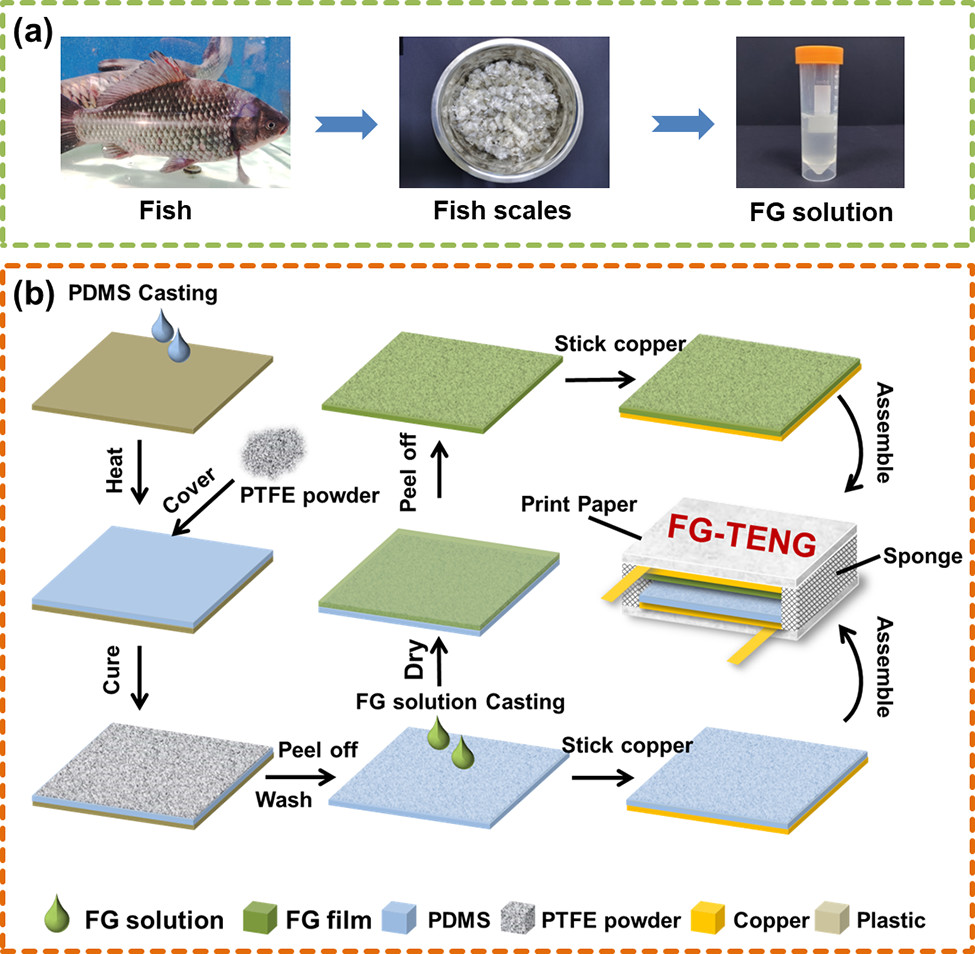 (a)
Fish
Fish scales
FG solution
(b)
PDMS Casting
Heat
Cover
PTFE powder
Cure
Peel off
Wash
FG solution Casting
Dry
Peel off
Stick copper
Stick copper
Assemble
Assemble
Print Paper
FG-TENG
Sponge
FG solution
FG film
PDMS
PTFE powder
Copper
Plastic